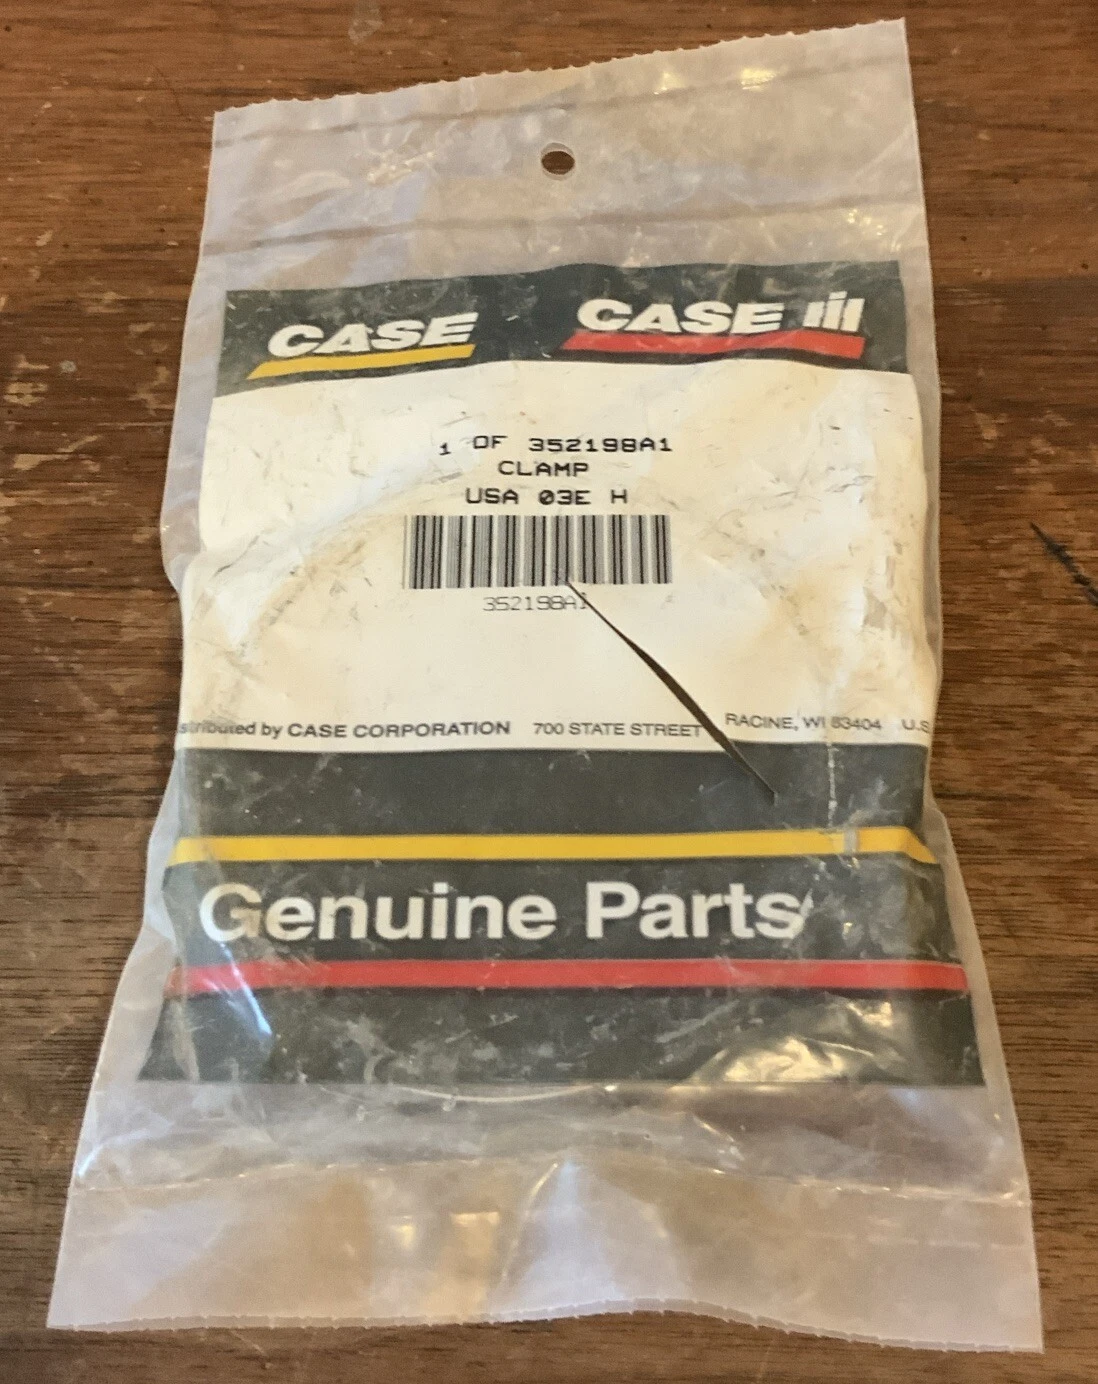 CASE CASE IH
1 OF 352198A1
CLAMP
USA 03E H
352198A1
stributed by CASE CORPORATION 700 STATE STREET RACINE, WI 53404 U.S
Genuine Parts